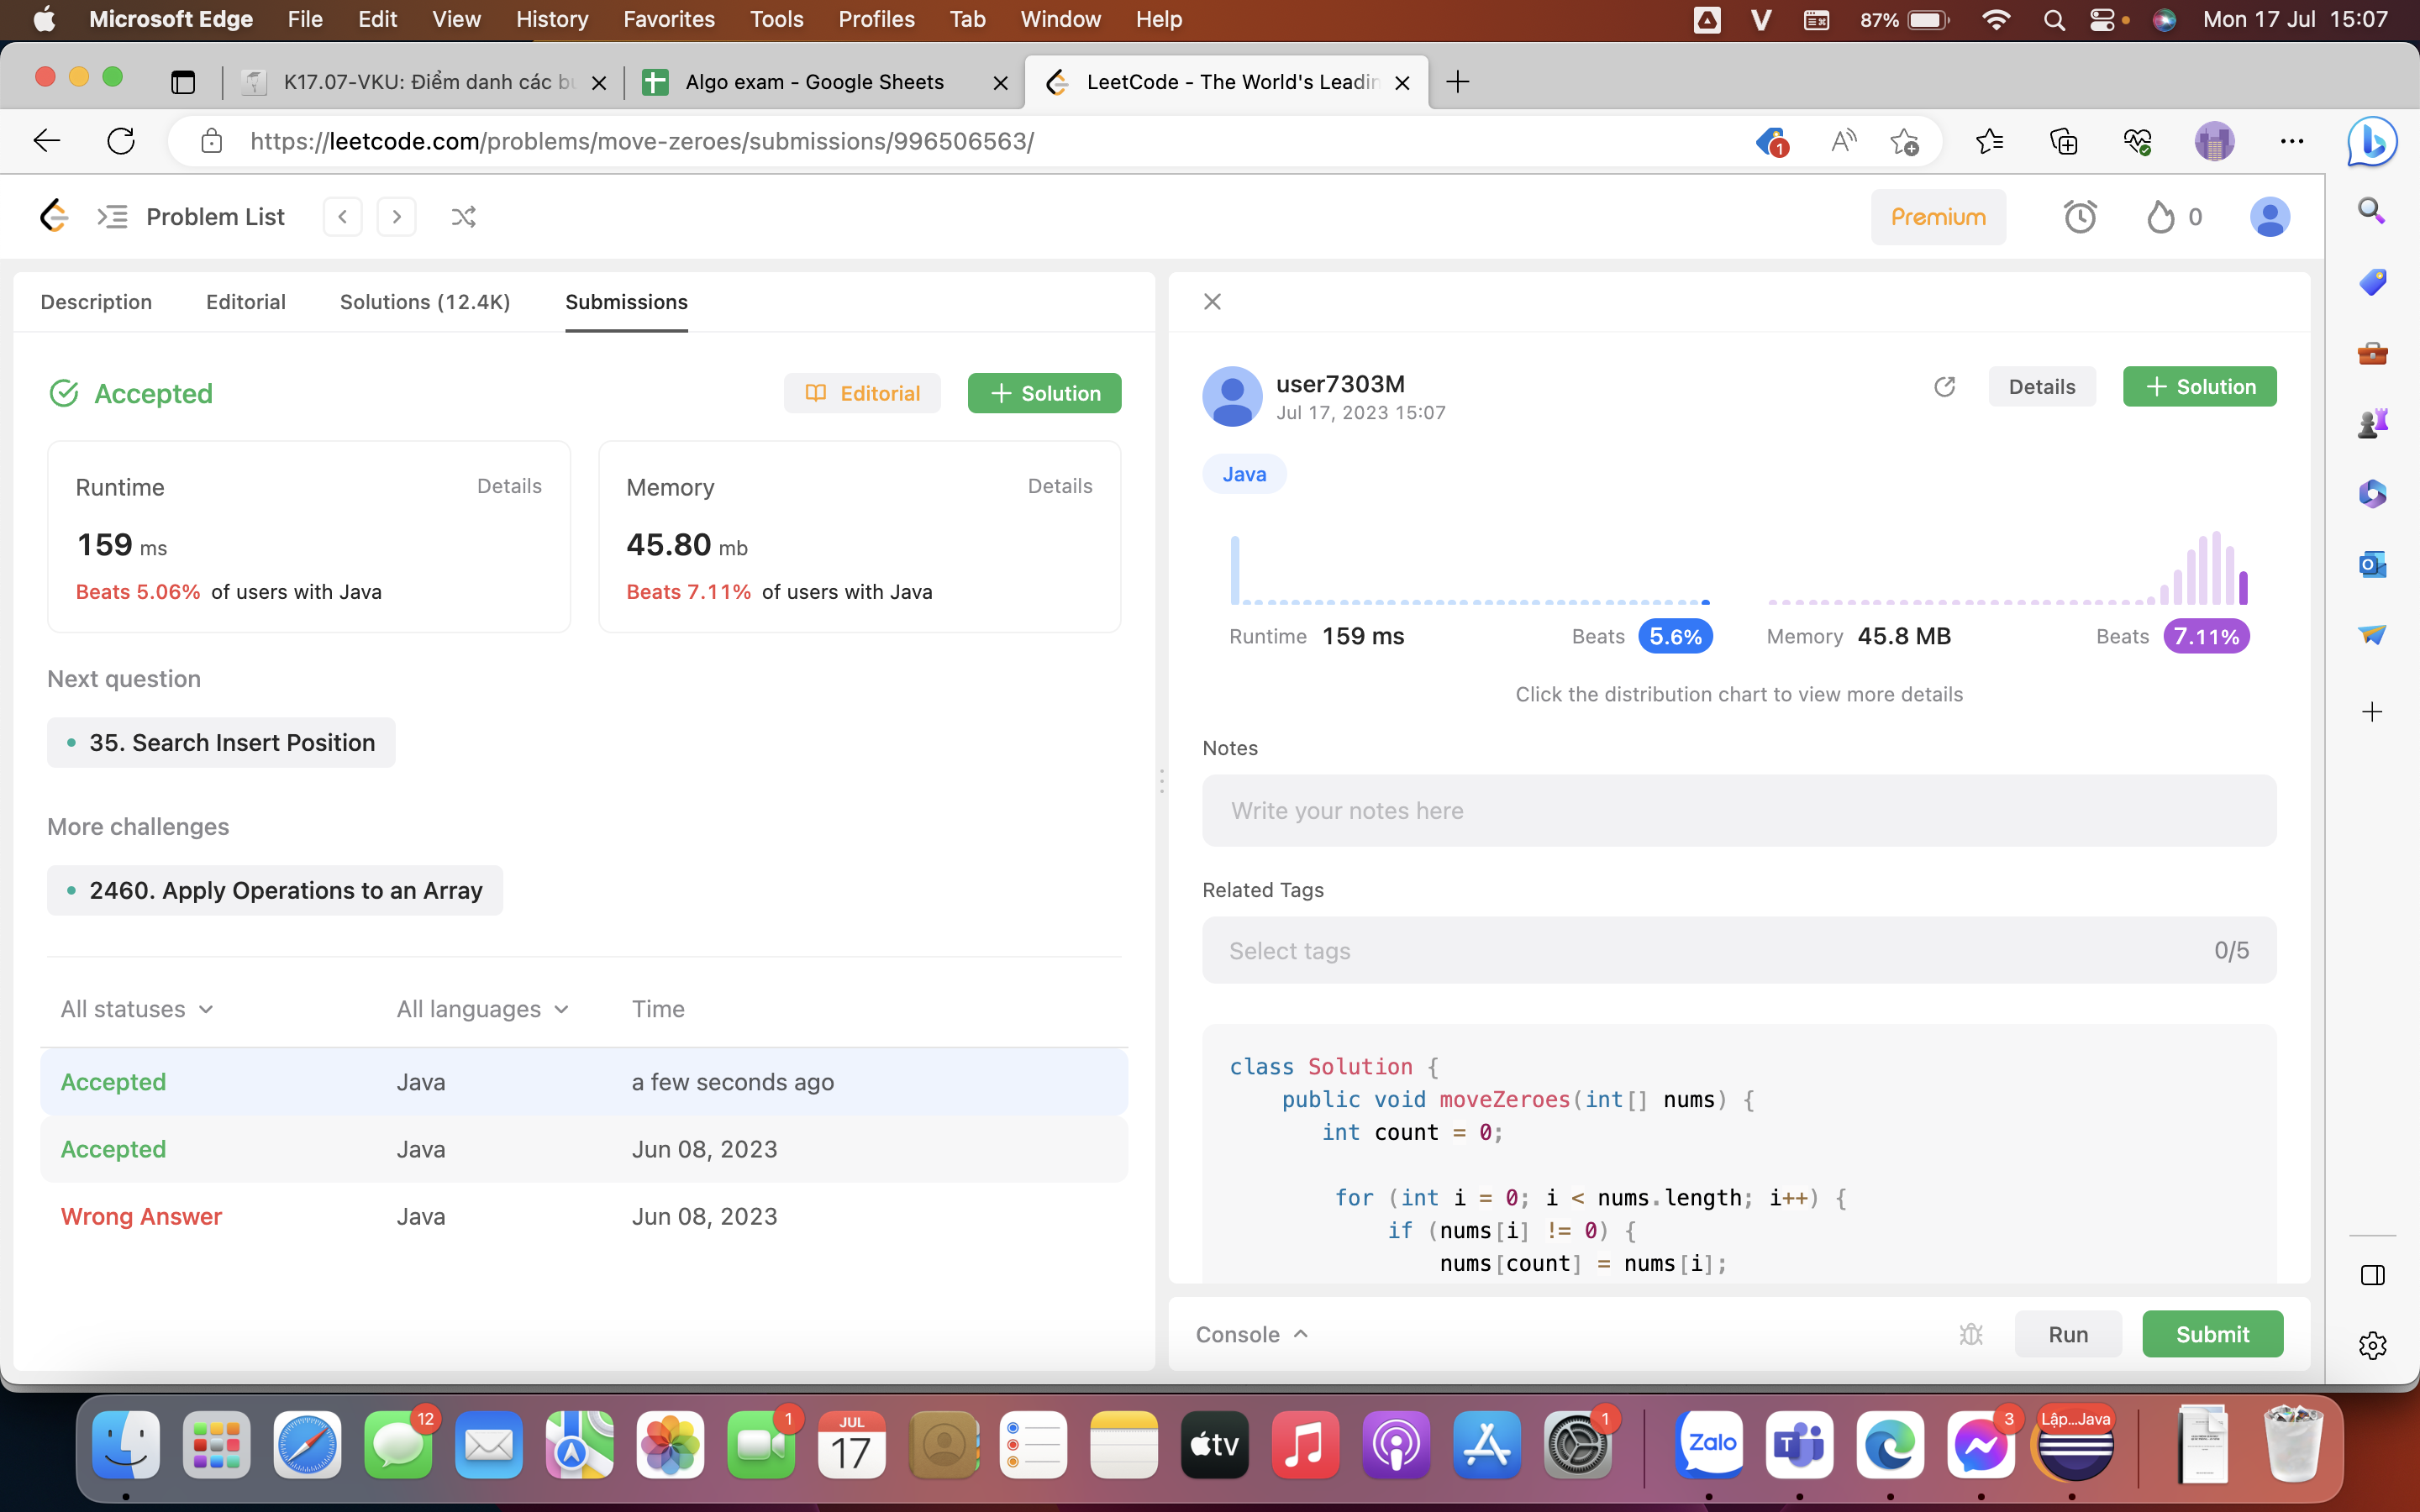 Microsoft Edge File Edit View History Favorites Tools Profiles Tab Window Help 87% Mon 17 Jul 15:07
K17.07-VKU: Điểm danh các bu Algo exam - Google Sheets LeetCode - The World's Leadin
https://leetcode.com/problems/move-zeroes/submissions/996506563/ 1
Problem List Premium 0
Description Editorial Solutions (12.4K) Submissions
Accepted Editorial + Solution
Runtime Details
159 ms
Beats 5.06% of users with Java
Memory Details
45.80 mb
Beats 7.11% of users with Java
Next question
35. Search Insert Position
More challenges
2460. Apply Operations to an Array
All statuses All languages Time
Accepted Java a few seconds ago
Accepted Java Jun 08, 2023
Wrong Answer Java Jun 08, 2023
user7303M Details + Solution
Jul 17, 2023 15:07
Java
Runtime 159 ms Beats 5.6% Memory 45.8 MB Beats 7.11%
Click the distribution chart to view more details
Notes
Write your notes here
Related Tags
Select tags 0/5
class Solution {
public void moveZeroes(int[] nums) {
int count = 0;
for (int i = 0; i < nums.length; i++) {
if (nums[i] != 0) {
nums[count] = nums[i];
Console Run Submit
12 1 JUL 17 tv 1 Zalo 3 Lập...Java